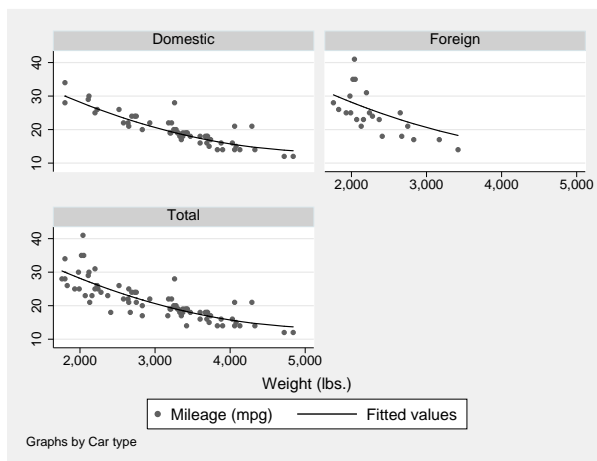 Domestic
Foreign
40
30
20
10
2,000 3,000 4,000 5,000
Total
40
30
20
10
2,000 3,000 4,000 5,000
Weight (lbs.)
Mileage (mpg) Fitted values
Graphs by Car type